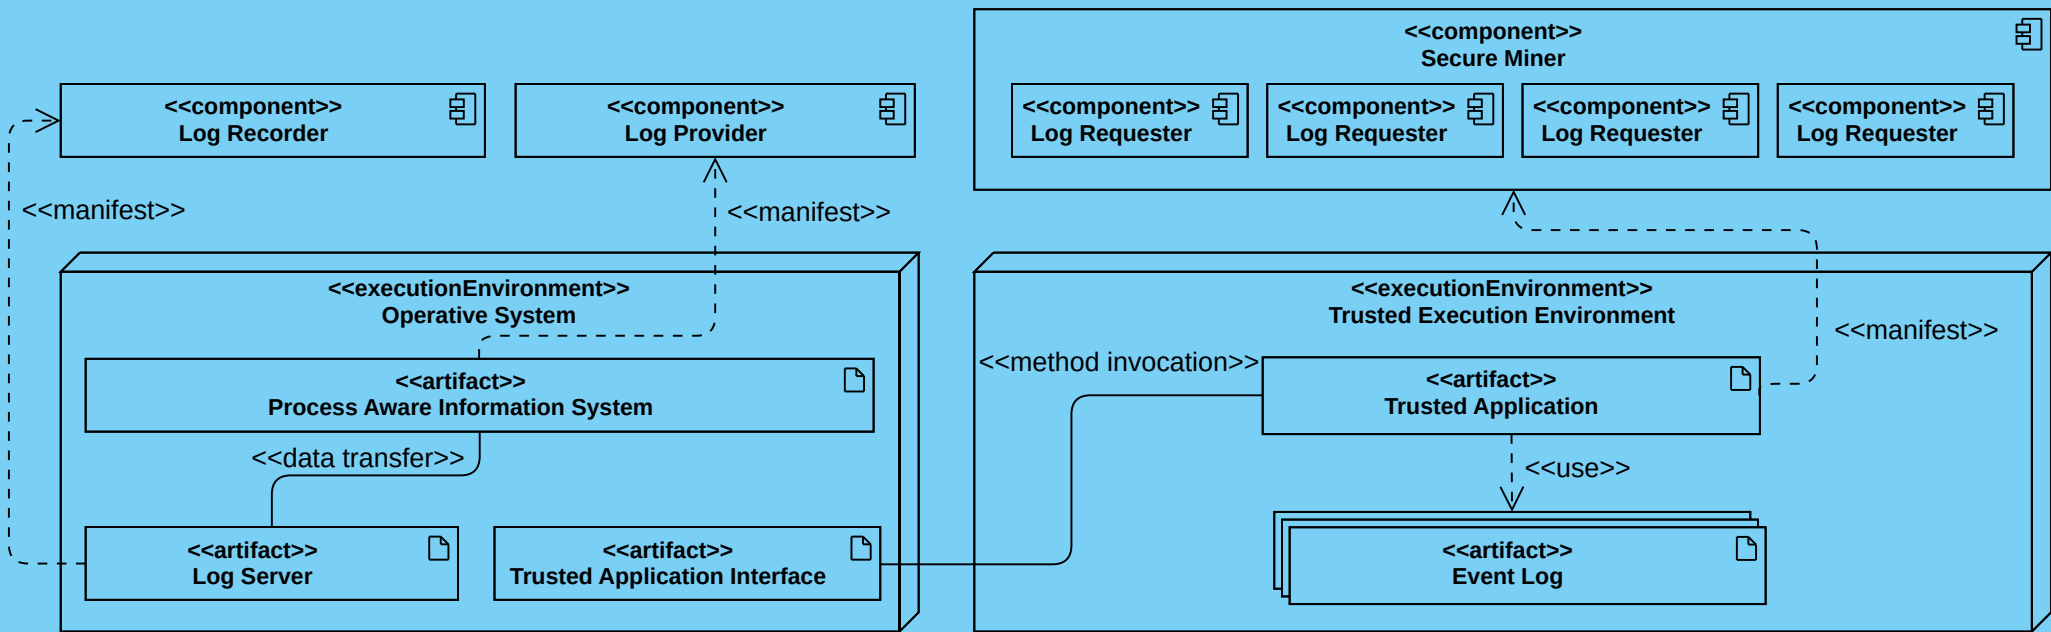 <<component>>
Secure Miner
<<component>>
Log Recorder
<<component>>
Log Provider
<<component>>
Log Requester
<<component>>
Log Requester
<<component>>
Log Requester
<<component>>
Log Requester
<<manifest>>
<<manifest>>
<<manifest>>
<<executionEnvironment>>
Operative System
<<artifact>>
Process Aware Information System
<<data transfer>>
<<artifact>>
Log Server
<<artifact>>
Trusted Application Interface
<<executionEnvironment>>
Trusted Execution Environment
<<method invocation>>
<<artifact>>
Trusted Application
<<use>>
<<artifact>>
Event Log